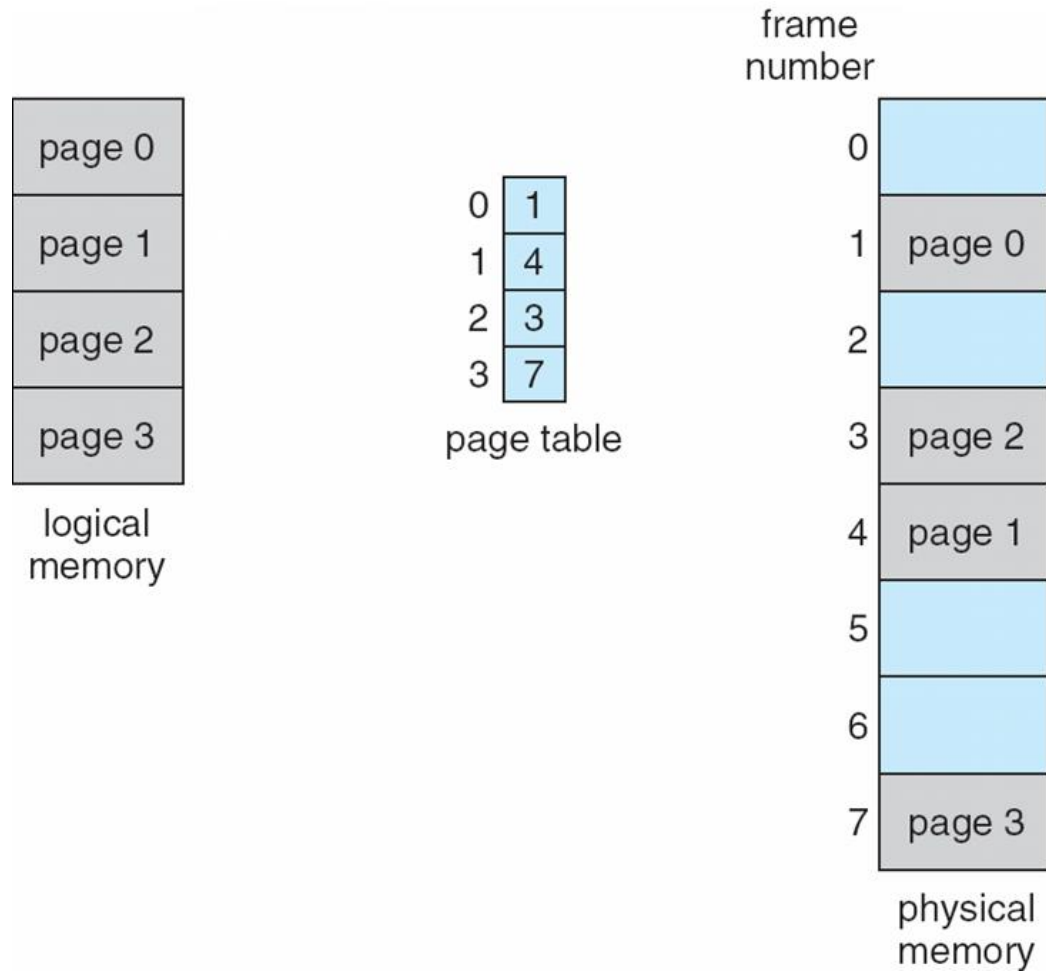 page 0
page 1
page 2
page 3
logical
memory
0 1
1 4
2 3
3 7
page table
frame
number
0
1 page 0
2
3 page 2
4 page 1
5
6
7 page 3
physical
memory